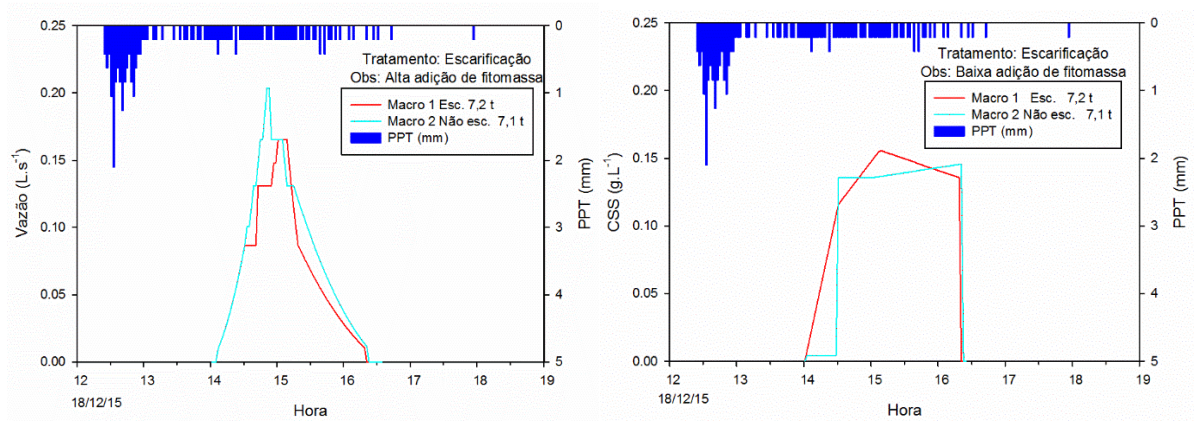 Tratamento: Escarificação
Obs: Alta adição de fitomassa
Macro 1 Esc. 7,2 t
Macro 2 Não esc. 7,1 t
PPT (mm)
Vazão (L.s⁻¹)
0.25
0.20
0.15
0.10
0.05
0.00
PPT (mm)
0
1
2
3
4
5
12
13
14
15
16
17
18
19
18/12/15
Hora
Tratamento: Escarificação
Obs: Baixa adição de fitomassa
Macro 1 Esc. 7,2 t
Macro 2 Não esc. 7,1 t
PPT (mm)
CSS (g.L⁻¹)
0.25
0.20
0.15
0.10
0.05
0.00
PPT (mm)
0
1
2
3
4
5
12
13
14
15
16
17
18
19
18/12/15
Hora